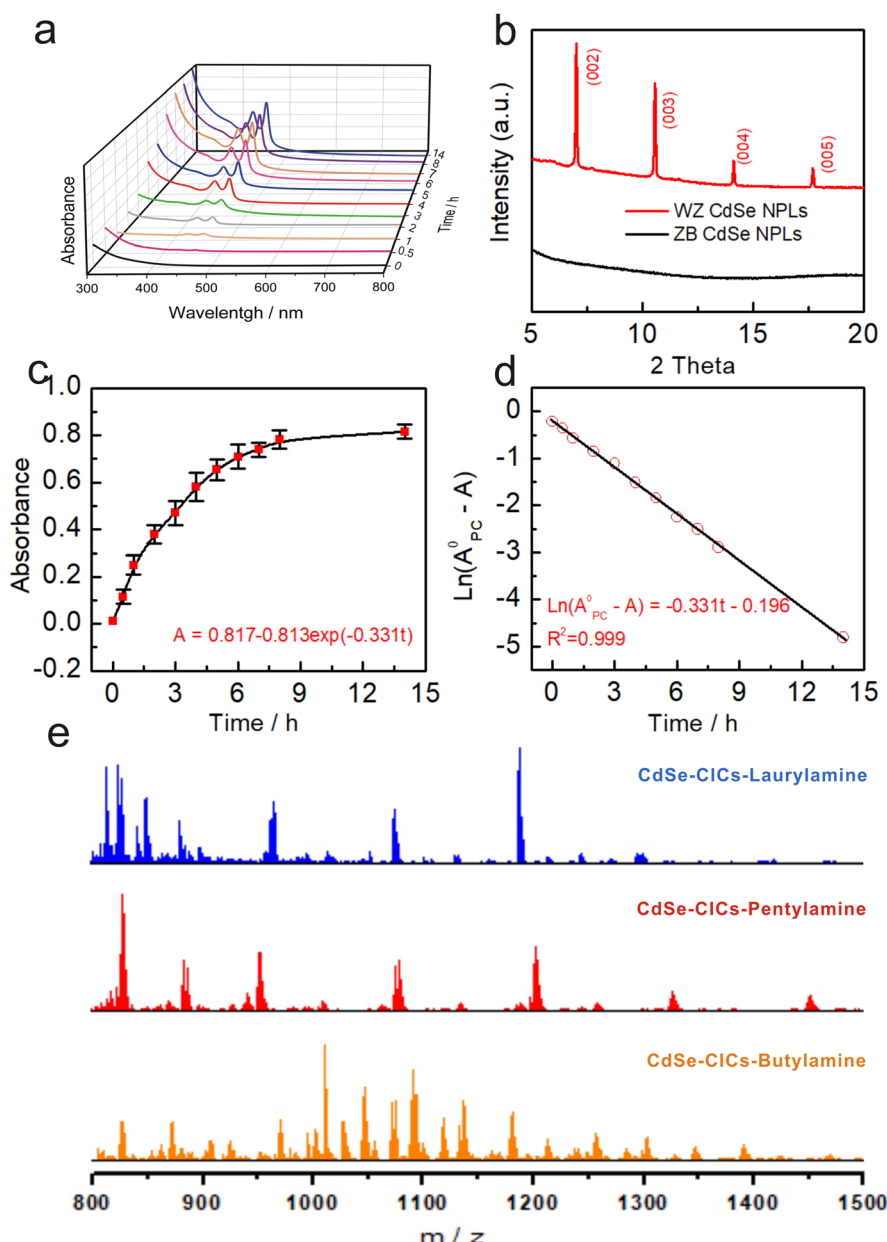 a
Absorbance
300
400
500
600
700
800
Wavelentgh / nm
0
0.5
1
2
3
4
5
6
7
8
14
Time / h
b
Intensity (a.u.)
(002)
(003)
(004)
(005)
WZ CdSe NPLs
ZB CdSe NPLs
5
10
15
20
2 Theta
c
Absorbance
1.0
0.8
0.6
0.4
0.2
0.0
-0.2
A = 0.817-0.813exp(-0.331t)
0
3
6
9
12
15
Time / h
d
Ln(A⁰PC - A)
0
-1
-2
-3
-4
-5
Ln(A⁰PC - A) = -0.331t - 0.196
R²=0.999
0
3
6
9
12
15
Time / h
e
CdSe-CICs-Laurylamine
CdSe-CICs-Pentylamine
CdSe-CICs-Butylamine
800
900
1000
1100
1200
1300
1400
1500
m / z